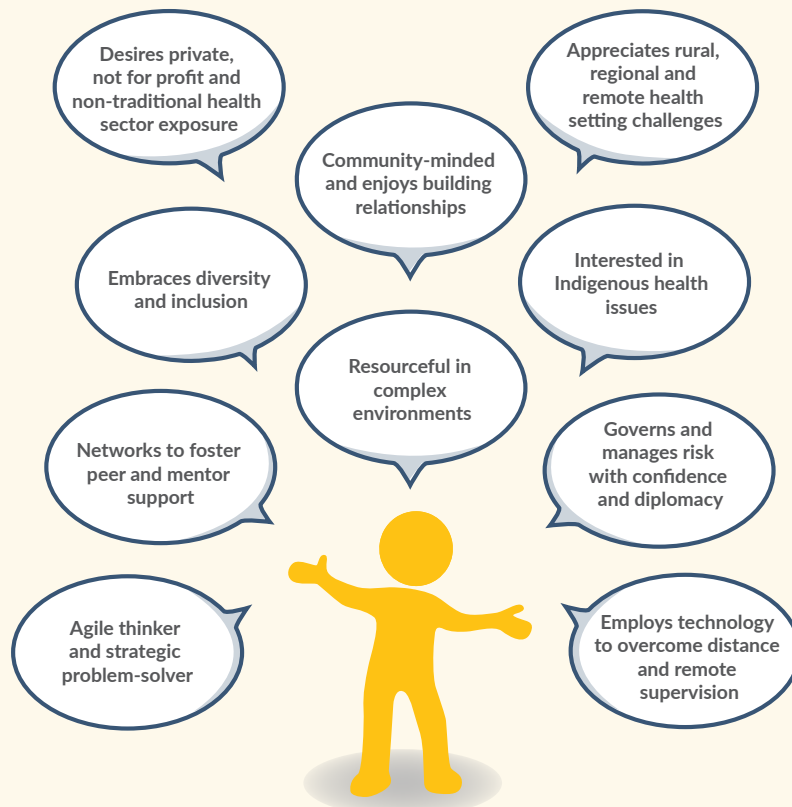 Desires private,
not for profit and
non-traditional health
sector exposure
Appreciates rural,
regional and
remote health
setting challenges
Community-minded
and enjoys building
relationships
Embraces diversity
and inclusion
Interested in
Indigenous health
issues
Resourceful in
complex
environments
Networks to foster
peer and mentor
support
Governs and
manages risk
with confidence
and diplomacy
Agile thinker
and strategic
problem-solver
Employs technology
to overcome distance
and remote
supervision